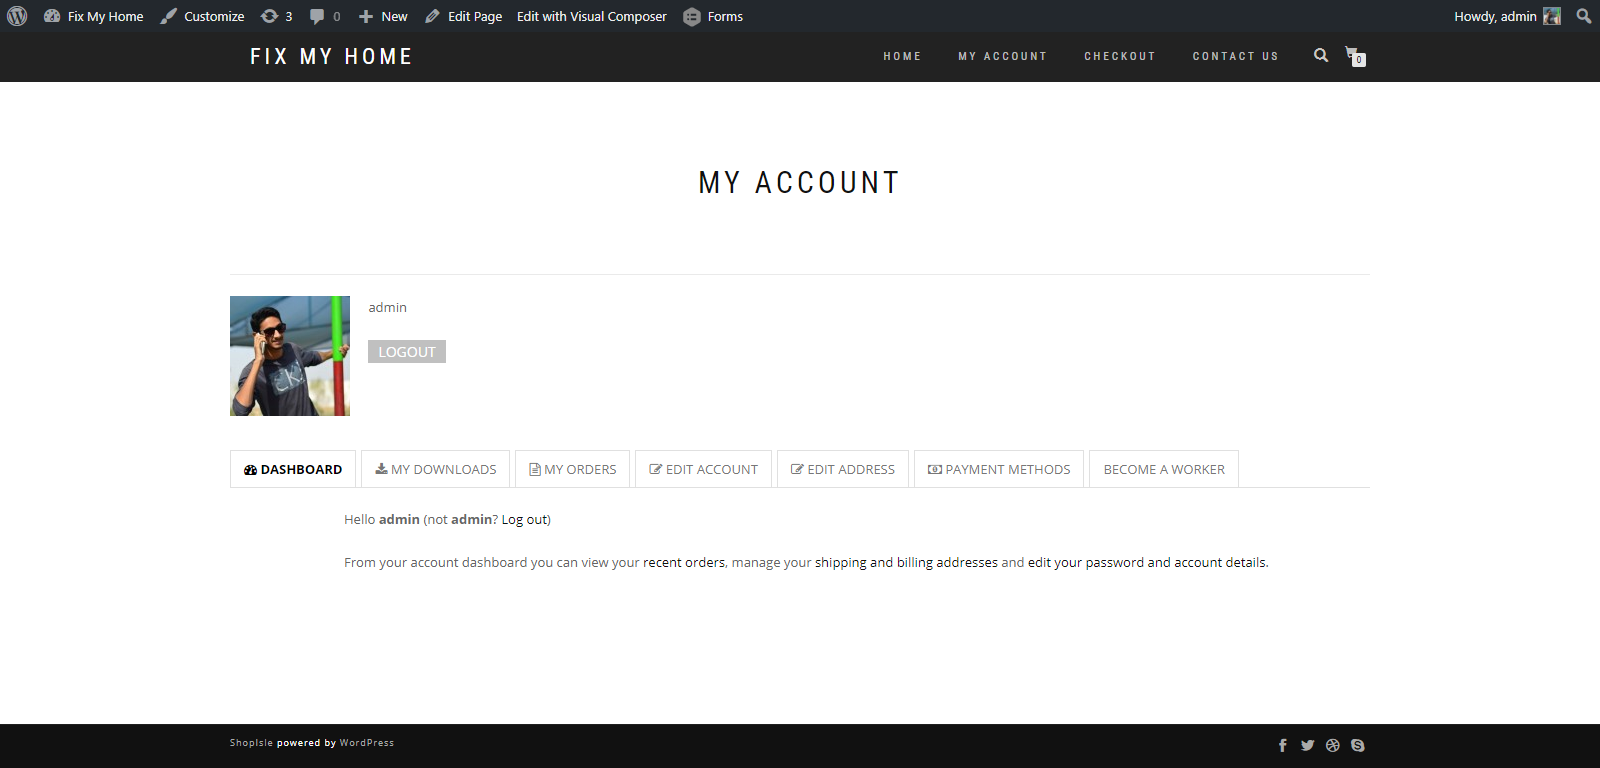 Fix My Home Customize 3 0 New Edit Page Edit with Visual Composer Forms Howdy, admin
FIX MY HOME HOME MY ACCOUNT CHECKOUT CONTACT US 0
MY ACCOUNT
admin
LOGOUT
CK
DASHBOARD MY DOWNLOADS MY ORDERS EDIT ACCOUNT EDIT ADDRESS PAYMENT METHODS BECOME A WORKER
Hello admin (not admin? Log out)
From your account dashboard you can view your recent orders, manage your shipping and billing addresses and edit your password and account details.
ShopIsle powered by WordPress